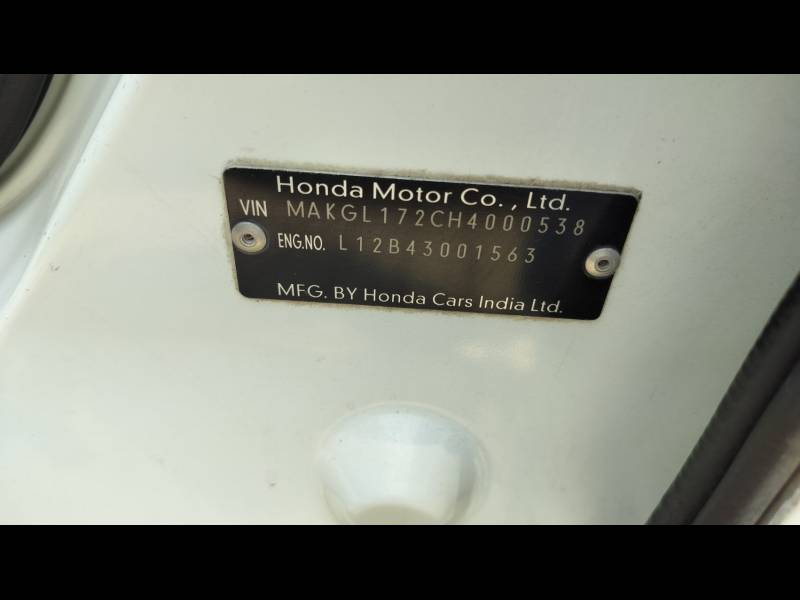 Honda Motor Co., Ltd.
VIN MAKGL172CH4000538
ENG.NO. L12B43001563
MFG. BY Honda Cars India Ltd.